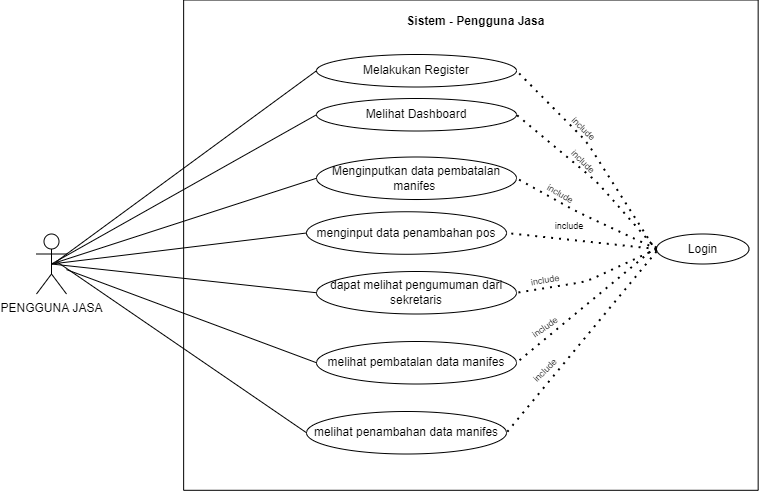 Sistem - Pengguna Jasa
Melakukan Register
Melihat Dashboard
include
include
Menginputkan data pembatalan
manifes
include
menginput data penambahan pos
include
Login
PENGGUNA JASA
dapat melihat pengumuman dari
sekretaris
include
include
melihat pembatalan data manifes
include
melihat penambahan data manifes